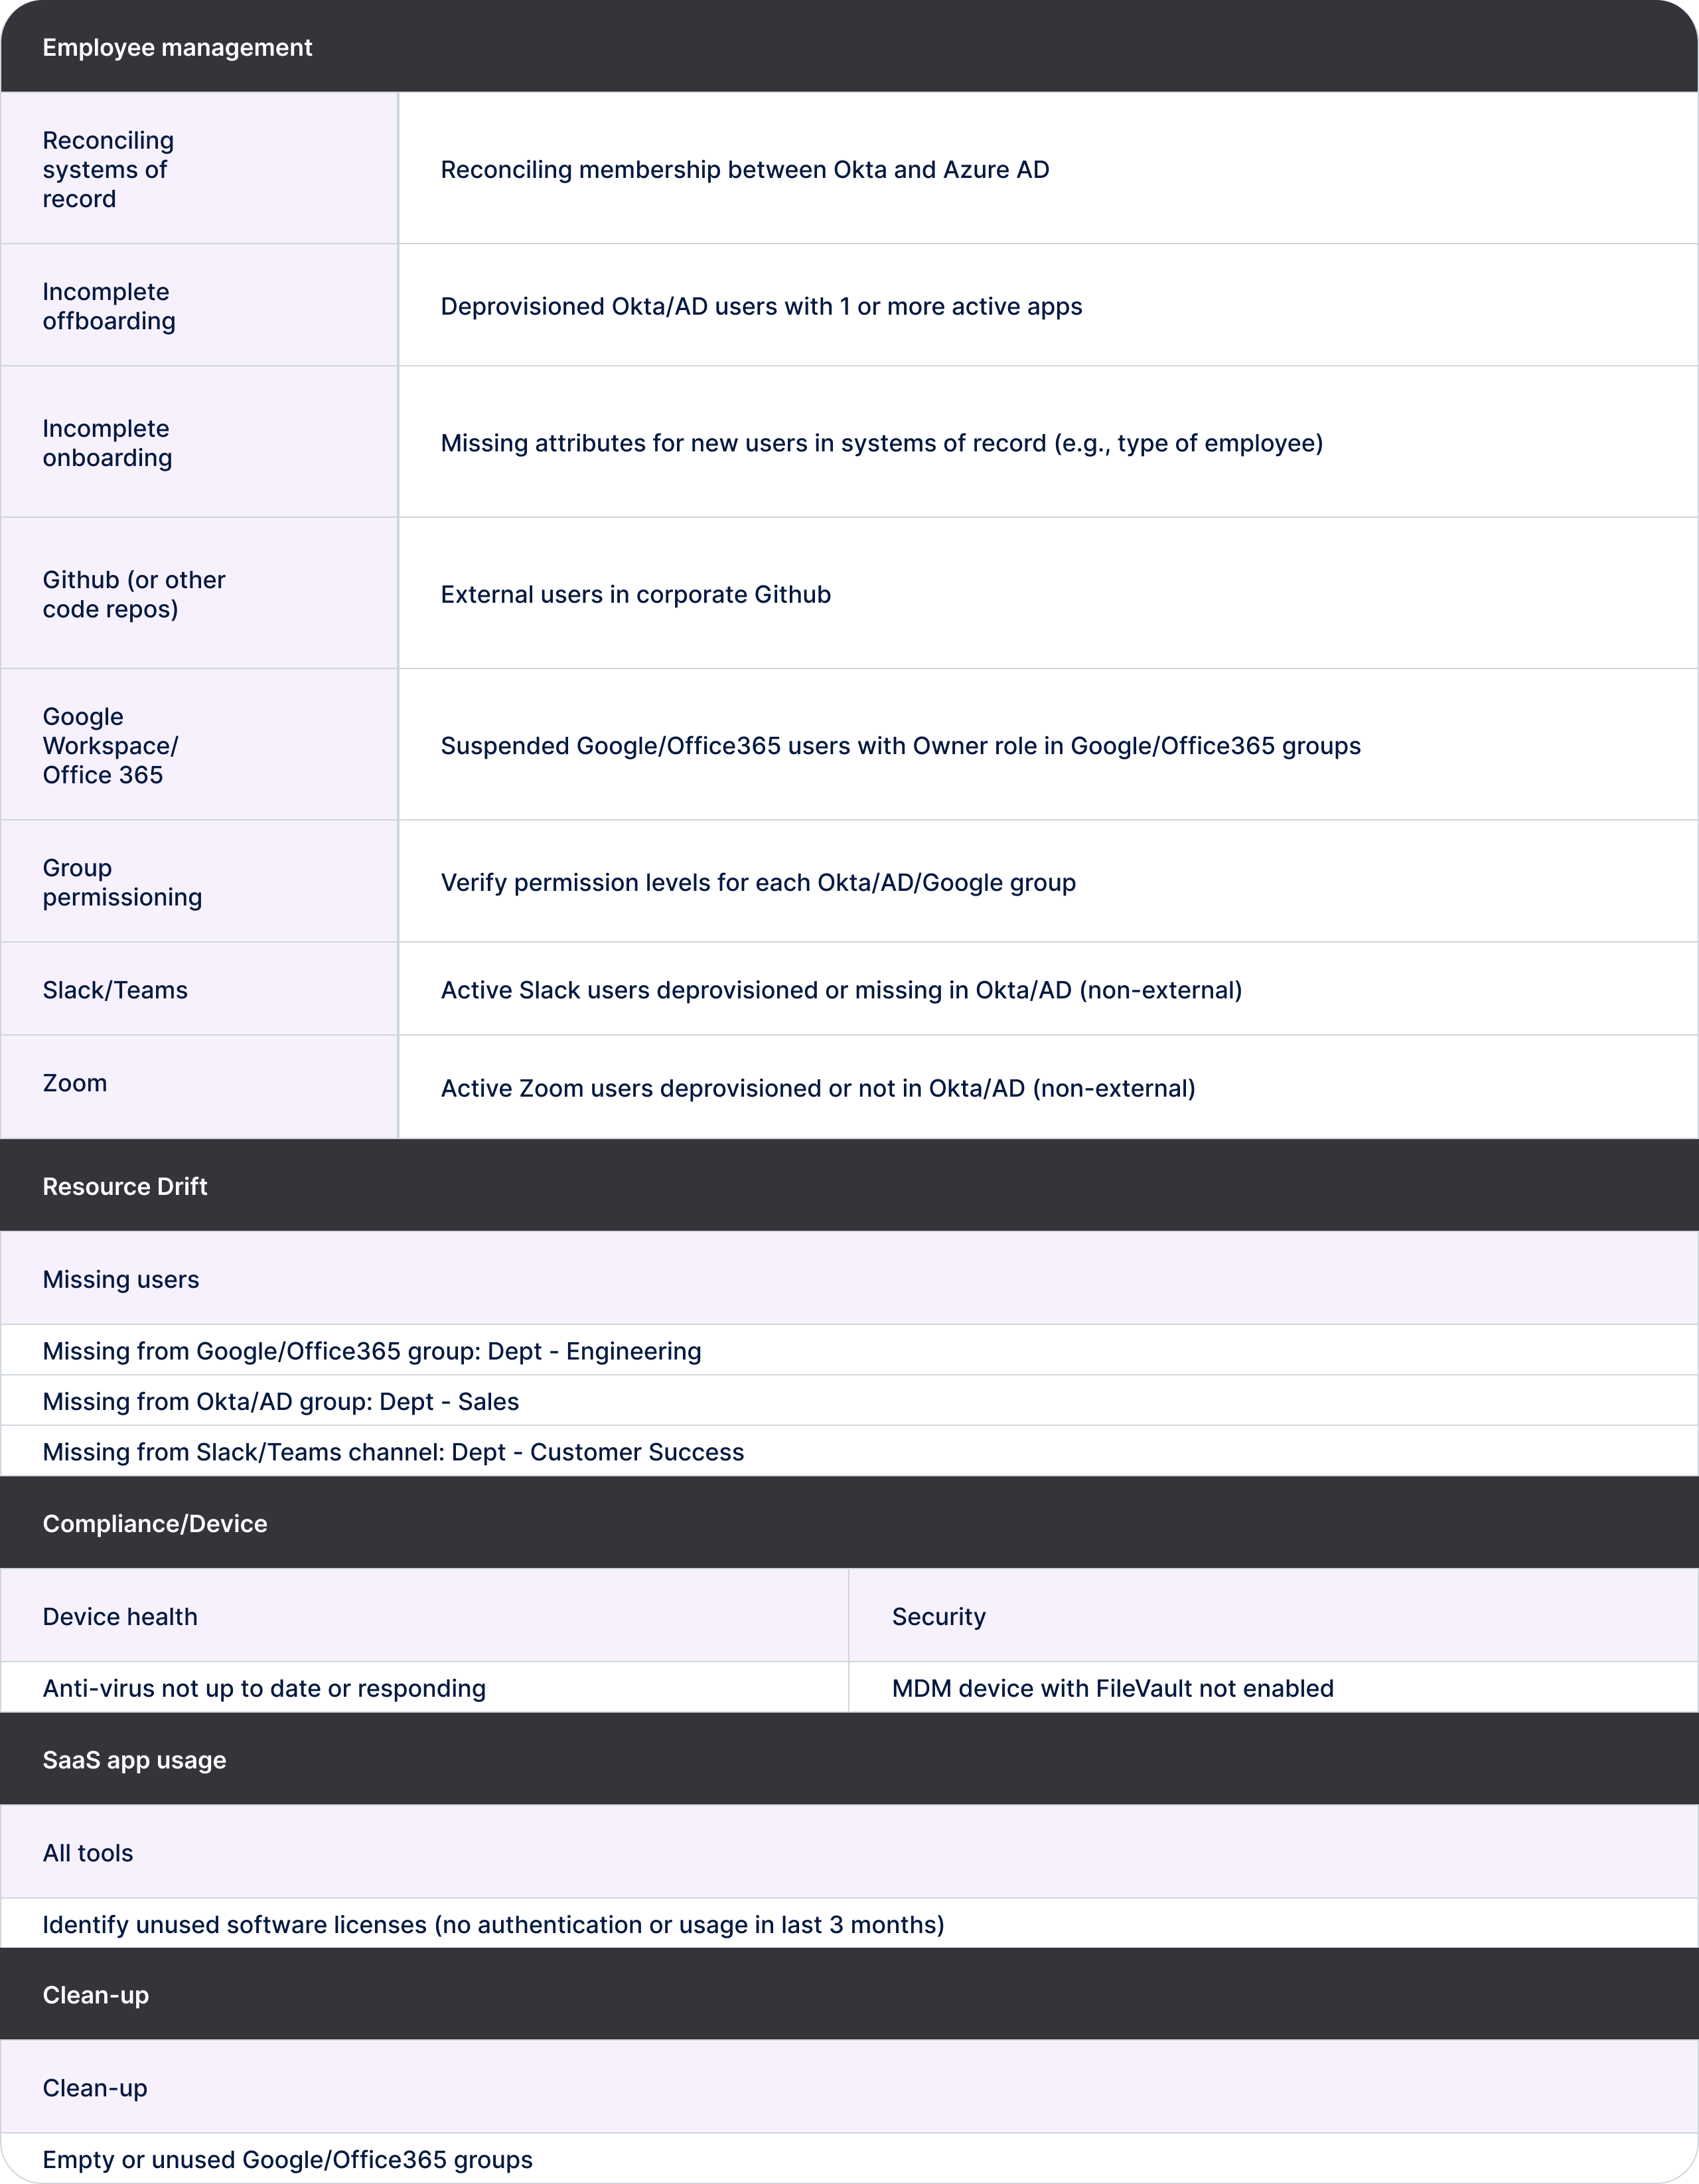 Employee management
Reconciling
systems of
record
Reconciling membership between Okta and Azure AD
Incomplete
offboarding
Deprovisioned Okta/AD users with 1 or more active apps
Incomplete
onboarding
Missing attributes for new users in systems of record (e.g., type of employee)
Github (or other
code repos)
External users in corporate Github
Google
Workspace/
Office 365
Suspended Google/Office365 users with Owner role in Google/Office365 groups
Group
permissioning
Verify permission levels for each Okta/AD/Google group
Slack/Teams
Active Slack users deprovisioned or missing in Okta/AD (non-external)
Zoom
Active Zoom users deprovisioned or not in Okta/AD (non-external)
Resource Drift
Missing users
Missing from Google/Office365 group: Dept - Engineering
Missing from Okta/AD group: Dept - Sales
Missing from Slack/Teams channel: Dept - Customer Success
Compliance/Device
Device health
Security
Anti-virus not up to date or responding
MDM device with FileVault not enabled
SaaS app usage
All tools
Identify unused software licenses (no authentication or usage in last 3 months)
Clean-up
Clean-up
Empty or unused Google/Office365 groups